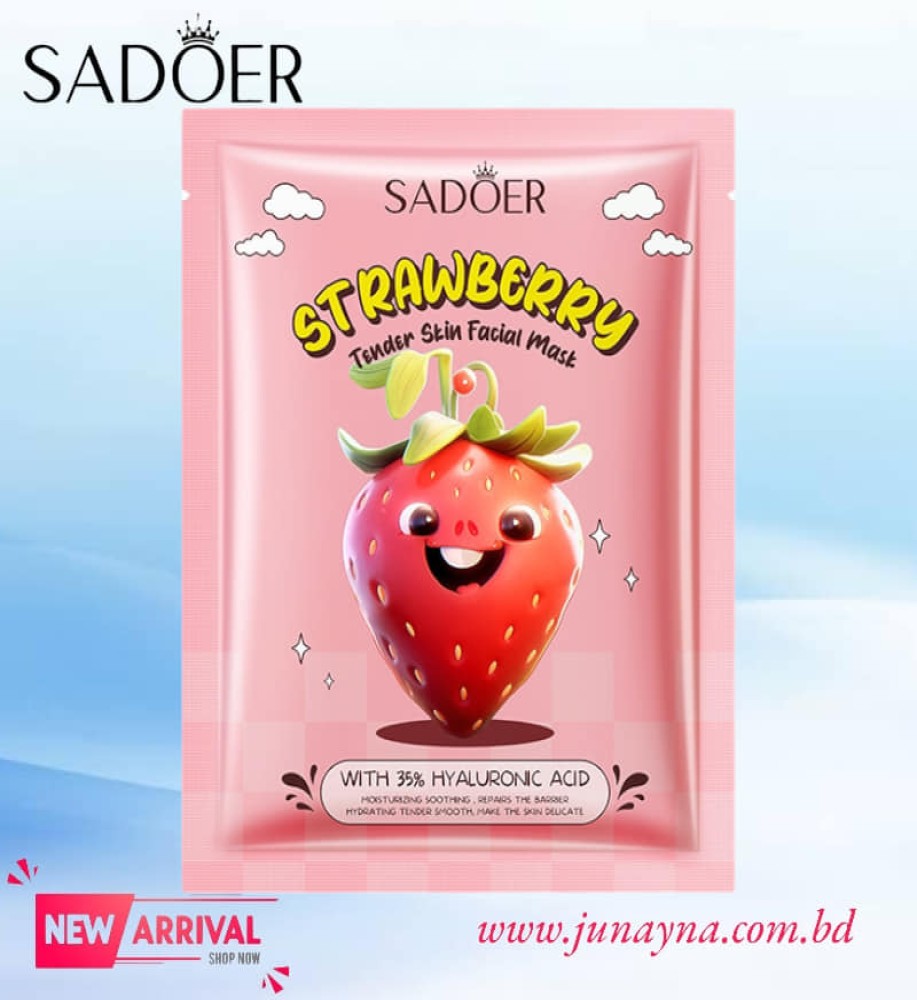 SADOER
SADOER
STRAWBERRY
Tender Skin Facial Mask
WITH 35% HYALURONIC ACID
MOISTURIZING SOOTHING , REPAIRS THE BARRIER
HYDRATING TENDER SMOOTH, MAKE THE SKIN DELICATE
NEW ARRIVAL
SHOP NOW
www.junayna.com.bd